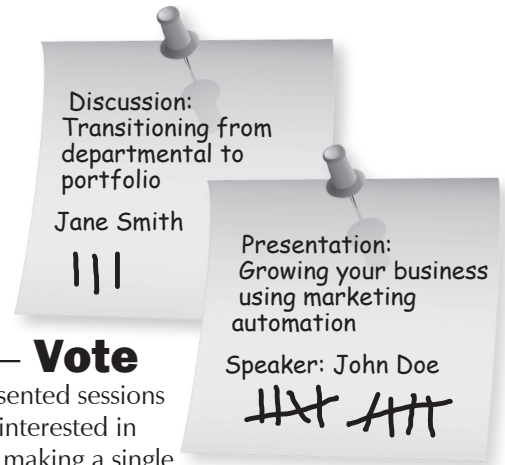 Discussion:
Transitioning from
departmental to
portfolio
Jane Smith
Presentation:
Growing your business
using marketing
automation
Speaker: John Doe
– Vote
sented sessions
interested in
making a single